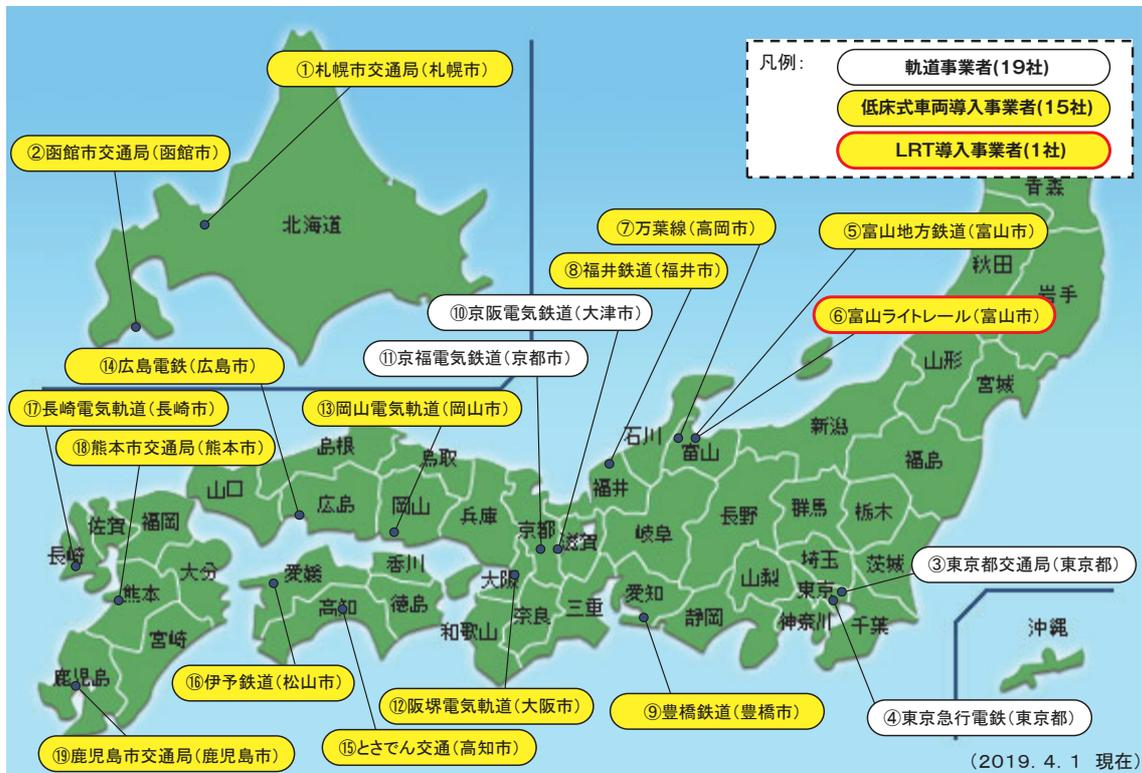 凡例：
軌道事業者(19社)
低床式車両導入事業者(15社)
LRT導入事業者(1社)
①札幌市交通局(札幌市)
②函館市交通局(函館市)
北海道
⑦万葉線(高岡市)
⑤富山地方鉄道(富山市)
⑧福井鉄道(福井市)
⑩京阪電気鉄道(大津市)
⑥富山ライトレール(富山市)
⑪京福電気鉄道(京都市)
⑭広島電鉄(広島市)
⑰長崎電気軌道(長崎市)
⑬岡山電気軌道(岡山市)
⑱熊本市交通局(熊本市)
青森
秋田
岩手
山形
宮城
新潟
福島
石川
富山
福井
島根
鳥取
山口
広島
岡山
兵庫
京都
滋賀
岐阜
長野
群馬
栃木
佐賀
福岡
長崎
大分
熊本
宮崎
鹿児島
愛媛
香川
高知
徳島
大阪
奈良
和歌山
三重
愛知
静岡
山梨
埼玉
東京
茨城
神奈川
千葉
沖縄
③東京都交通局(東京都)
④東京急行電鉄(東京都)
⑯伊予鉄道(松山市)
⑫阪堺電気軌道(大阪市)
⑨豊橋鉄道(豊橋市)
⑮とさでん交通(高知市)
⑲鹿児島市交通局(鹿児島市)
(2019. 4. 1 現在)